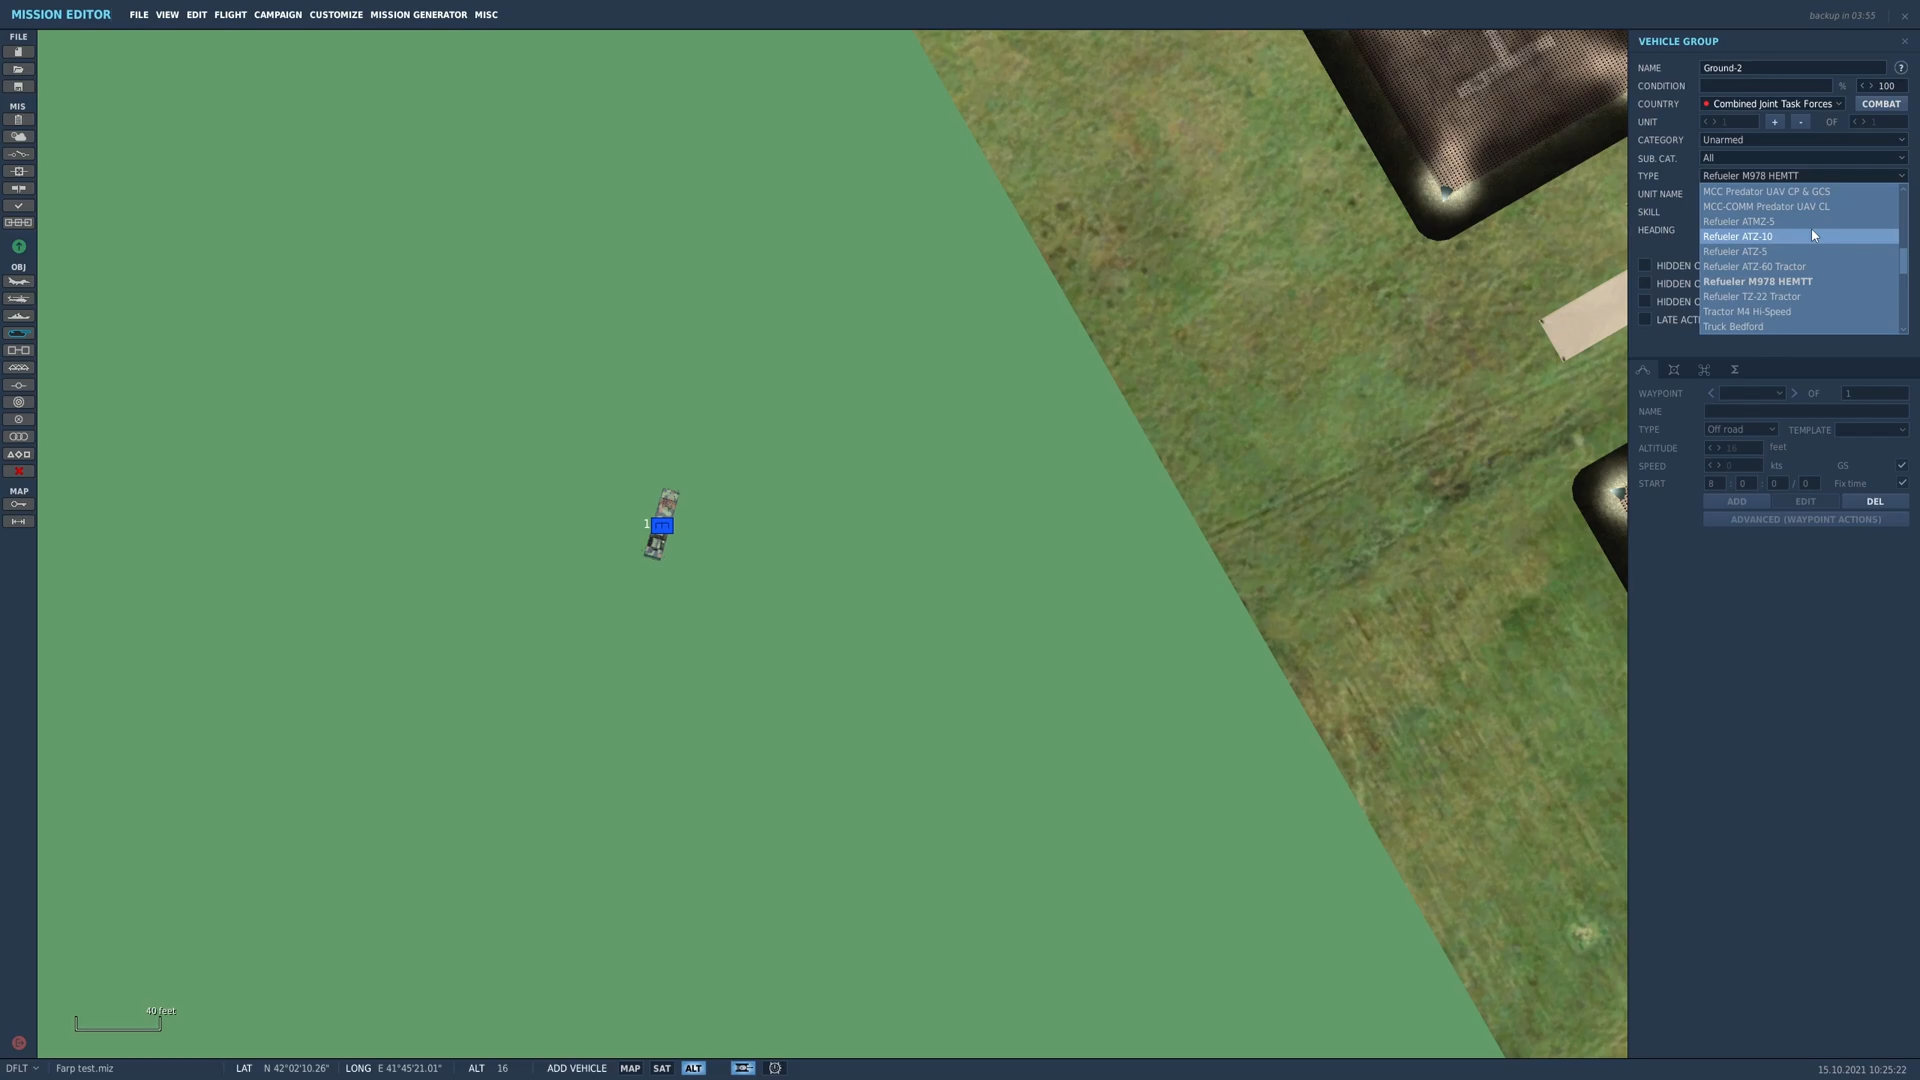 MISSION EDITOR FILE VIEW EDIT FLIGHT CAMPAIGN CUSTOMIZE MISSION GENERATOR MISC backup in 03:55
FILE
MIS
OBJ
MAP
1
40 feet
VEHICLE GROUP
NAME Ground-2 ?
CONDITION % < > 100
COUNTRY Combined Joint Task Forces COMBAT
UNIT < > 1 + - OF < > 1
CATEGORY Unarmed
SUB. CAT. All
TYPE Refueler M978 HEMTT
UNIT NAME
SKILL
HEADING
MCC Predator UAV CP & GCS
MCC-COMM Predator UAV CL
Refueler ATMZ-5
Refueler ATZ-10
Refueler ATZ-5
Refueler ATZ-60 Tractor
Refueler M978 HEMTT
Refueler TZ-22 Tractor
Tractor M4 Hi-Speed
Truck Bedford
HIDDEN O
HIDDEN O
HIDDEN O
LATE ACTI
WAYPOINT < > OF 1
NAME
TYPE Off road TEMPLATE
ALTITUDE < > 16 feet
SPEED < > 0 kts GS
START 8 : 0 : 0 / 0 Fix time
ADD EDIT DEL
ADVANCED (WAYPOINT ACTIONS)
DFLT Farp test.miz LAT N 42°02'10.26" LONG E 41°45'21.01" ALT 16 ADD VEHICLE MAP SAT ALT 15.10.2021 10:25:22